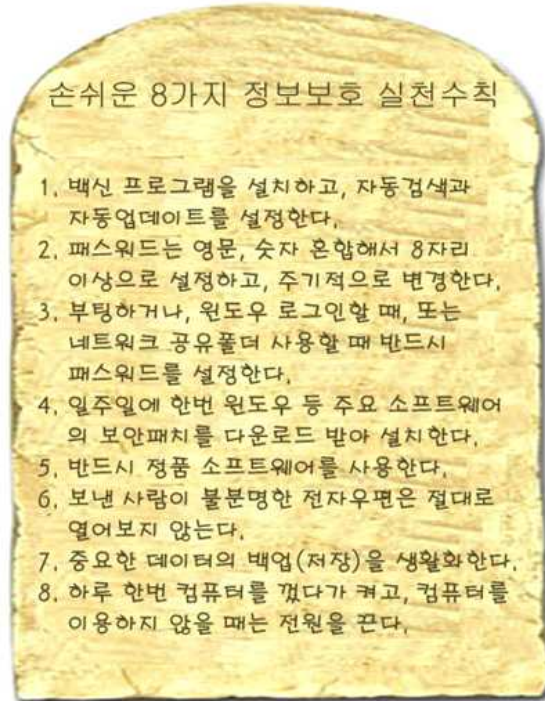 손쉬운 8가지 정보보호 실천수칙
1. 백신 프로그램을 설치하고, 자동검색과
자동업데이트를 설정한다.
2. 패스워드는 영문, 숫자 혼합해서 8자리
이상으로 설정하고, 주기적으로 변경한다.
3. 부팅하거나, 윈도우 로그인할 때, 또는
네트워크 공유폴더 사용할 때 반드시
패스워드를 설정한다.
4. 일주일에 한번 윈도우 등 주요 소프트웨어
의 보안패치를 다운로드 받아 설치한다.
5. 반드시 정품 소프트웨어를 사용한다.
6. 보낸 사람이 불분명한 전자우편은 절대로
열어보지 않는다.
7. 중요한 데이터의 백업(저장)을 생활화한다.
8. 하루 한번 컴퓨터를 껐다가 켜고, 컴퓨터를
이용하지 않을 때는 전원을 끈다.